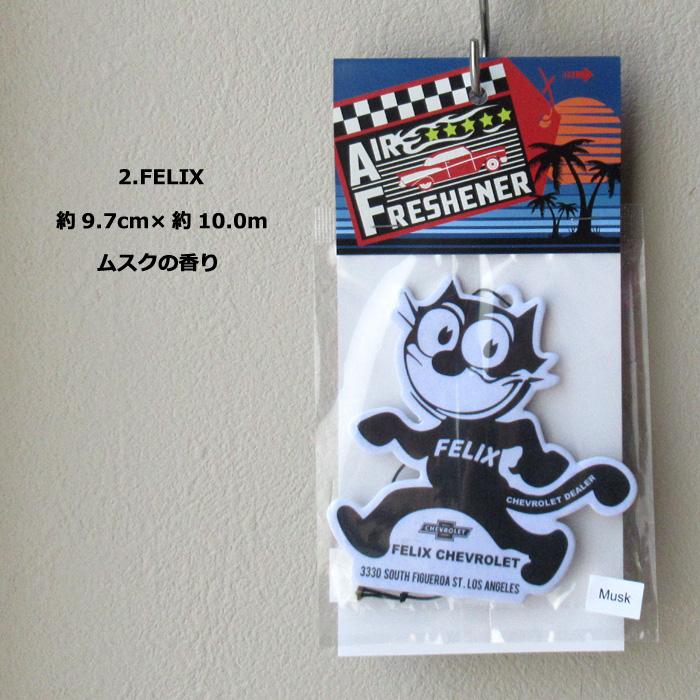 2.FELIX
約 9.7cm× 約 10.0m
ムスクの香り
AIR
FRESHENER
FELIX
CHEVROLET DEALER
CHEVROLET
FELIX CHEVROLET
3330 SOUTH FIGUEROA ST. LOS ANGELES
Musk